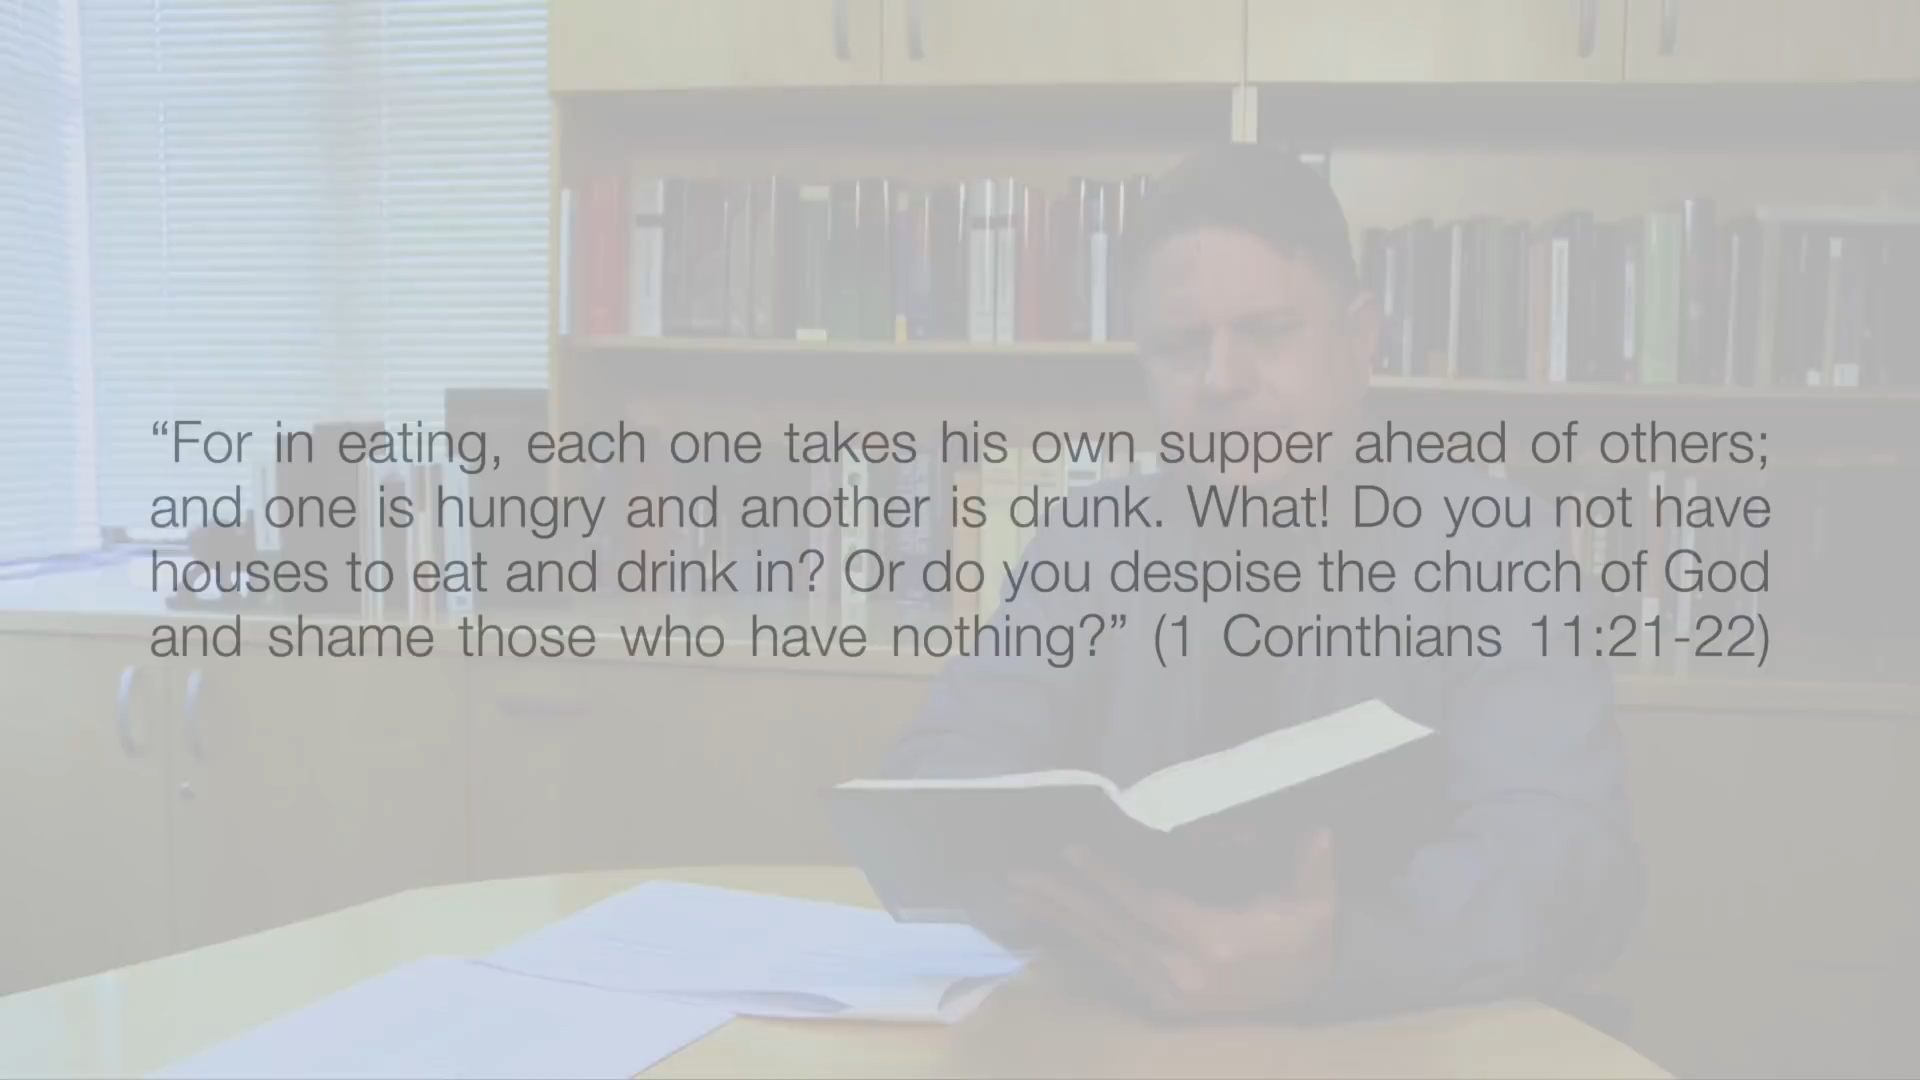 “For in eating, each one takes his own supper ahead of others;
and one is hungry and another is drunk. What! Do you not have
houses to eat and drink in? Or do you despise the church of God
and shame those who have nothing?” (1 Corinthians 11:21-22)